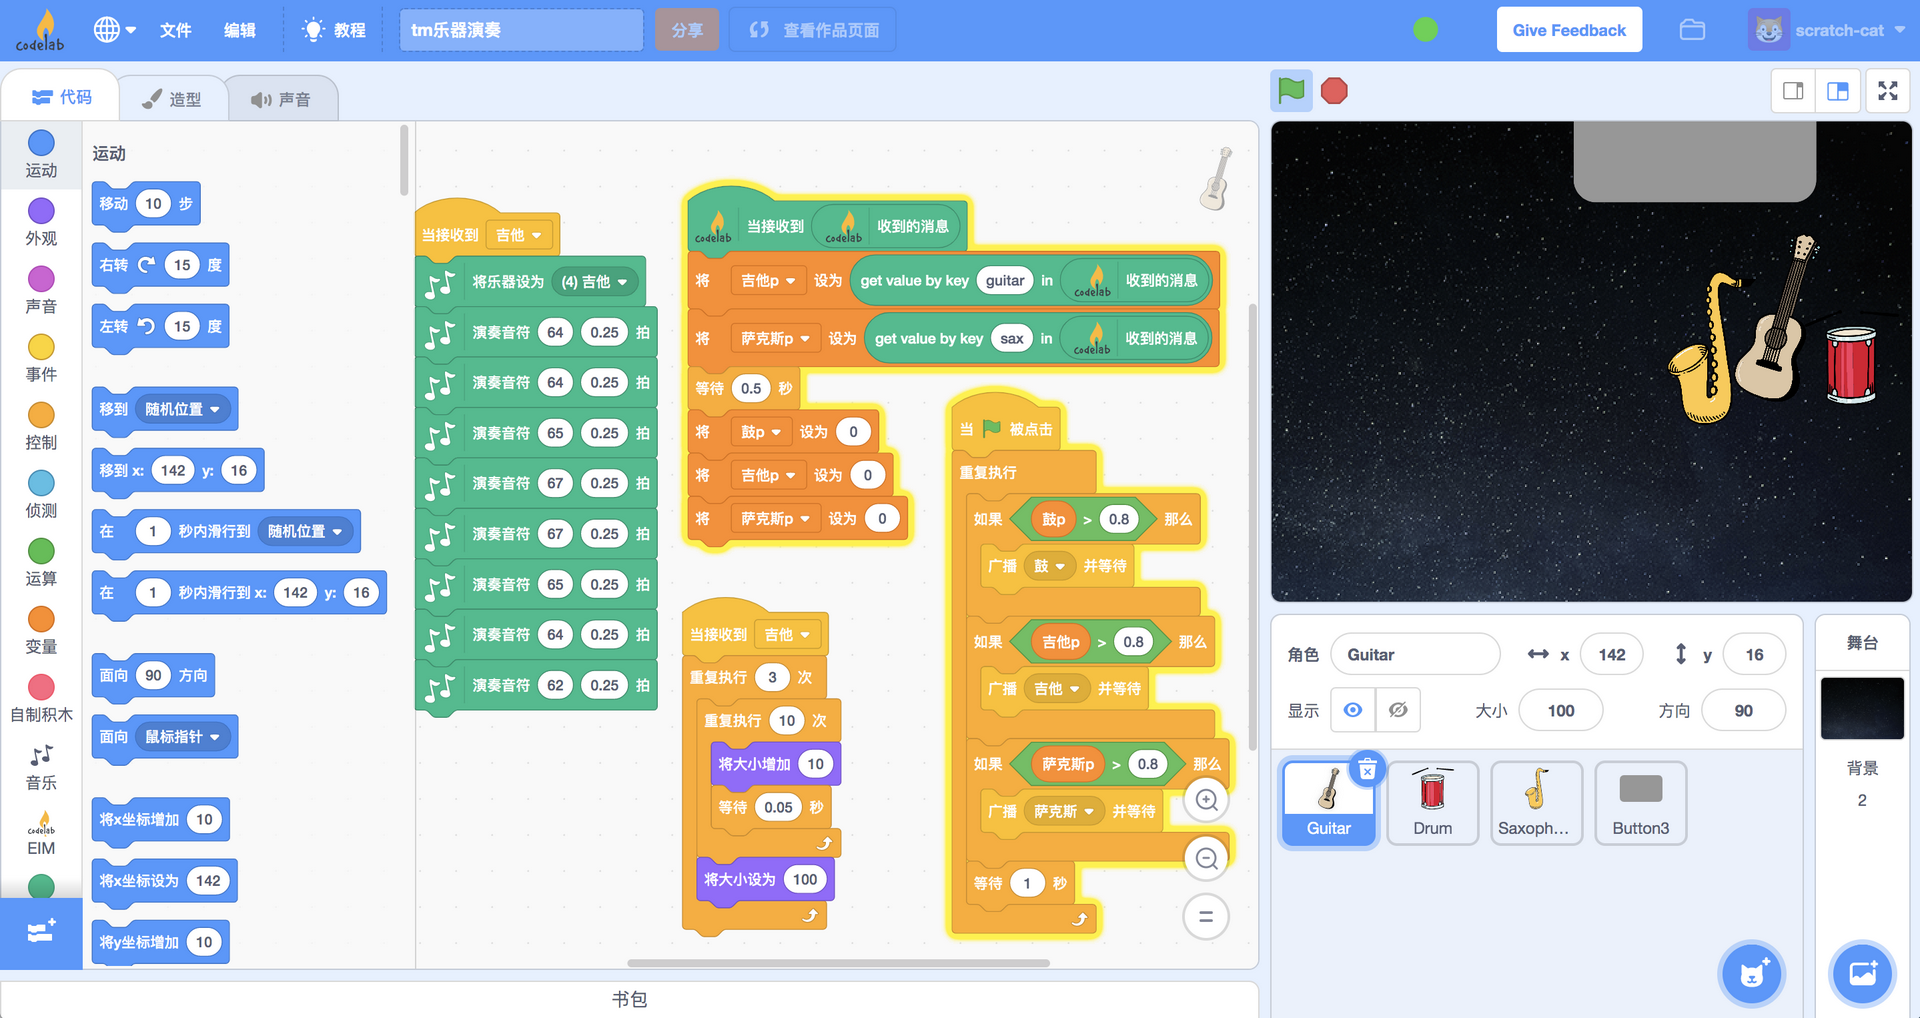 codelab
文件
编辑
教程
tm乐器演奏
分享
查看作品页面
Give Feedback
scratch-cat
代码
造型
声音
运动
外观
声音
事件
控制
侦测
运算
变量
自制积木
音乐
codelab
EIM
运动
移动 10 步
右转 15 度
左转 15 度
移到 随机位置
移到 x: 142 y: 16
在 1 秒内滑行到 随机位置
在 1 秒内滑行到 x: 142 y: 16
面向 90 方向
面向 鼠标指针
将x坐标增加 10
将x坐标设为 142
将y坐标增加 10
当接收到 吉他
将乐器设为 (4) 吉他
演奏音符 64 0.25 拍
演奏音符 64 0.25 拍
演奏音符 65 0.25 拍
演奏音符 67 0.25 拍
演奏音符 67 0.25 拍
演奏音符 65 0.25 拍
演奏音符 64 0.25 拍
演奏音符 62 0.25 拍
codelab 当接收到 codelab 收到的消息
将 吉他p 设为 get value by key guitar in codelab 收到的消息
将 萨克斯p 设为 get value by key sax in codelab 收到的消息
等待 0.5 秒
将 鼓p 设为 0
将 吉他p 设为 0
将 萨克斯p 设为 0
当接收到 吉他
重复执行 3 次
重复执行 10 次
将大小增加 10
等待 0.05 秒
将大小设为 100
当 被点击
重复执行
如果 鼓p > 0.8 那么
广播 鼓 并等待
如果 吉他p > 0.8 那么
广播 吉他 并等待
如果 萨克斯p > 0.8 那么
广播 萨克斯 并等待
等待 1 秒
书包
角色 Guitar x 142 y 16
显示 大小 100 方向 90
Guitar
Drum
Saxoph...
Button3
舞台
背景
2